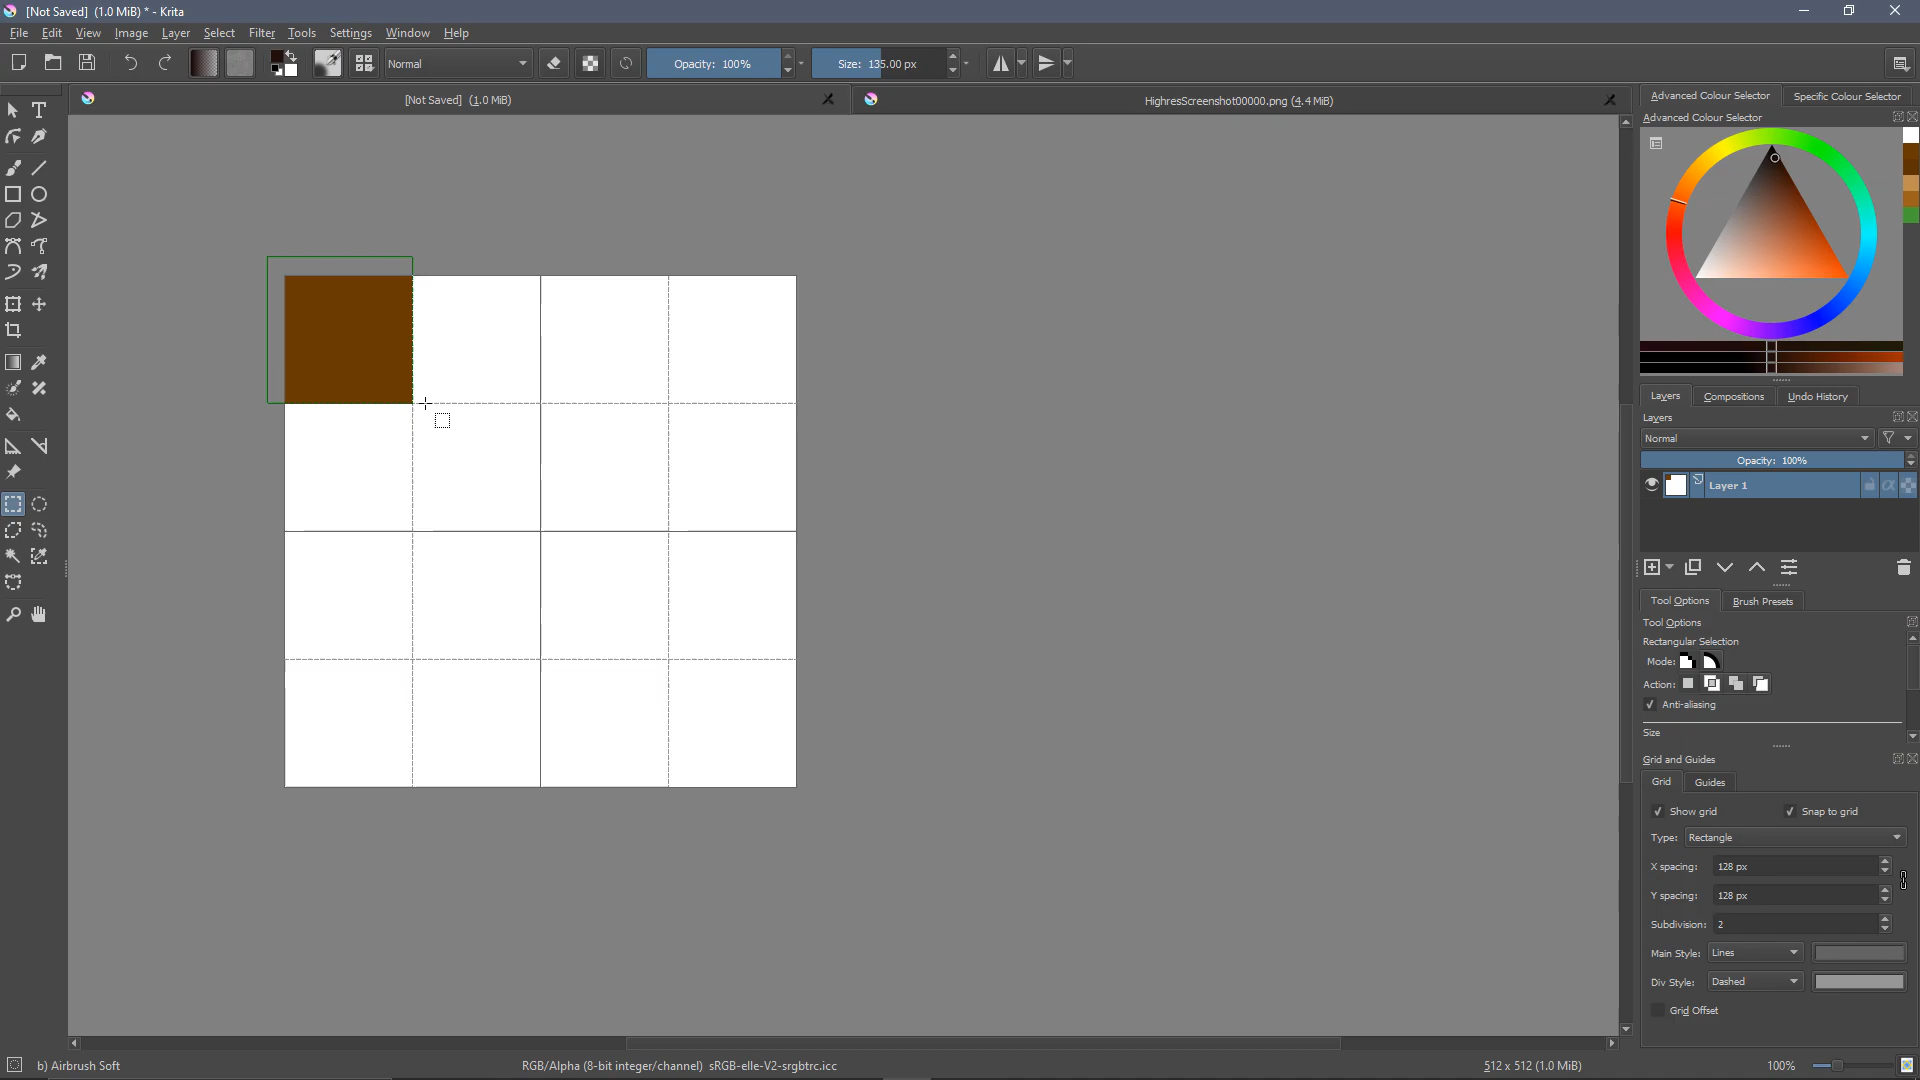 [Not Saved]  (1.0 MiB) * - Krita
File Edit View Image Layer Select Filter Tools Settings Window Help
Normal Opacity: 100% Size: 135.00 px
[Not Saved]  (1.0 MiB) HighresScreenshot00000.png (4.4 MiB)
Advanced Colour Selector Specific Colour Selector
Advanced Colour Selector
Layers Compositions Undo History
Layers
Normal
Opacity: 100%
Layer 1
Tool Options Brush Presets
Tool Options
Rectangular Selection
Mode:
Action:
Anti-aliasing
Size
Grid and Guides
Grid Guides
Show grid Snap to grid
Type: Rectangle
X spacing: 128 px
Y spacing: 128 px
Subdivision: 2
Main Style: Lines
Div Style: Dashed
Grid Offset
b) Airbrush Soft RGB/Alpha (8-bit integer/channel)  sRGB-elle-V2-srgbtrc.icc 512 x 512 (1.0 MiB) 100%